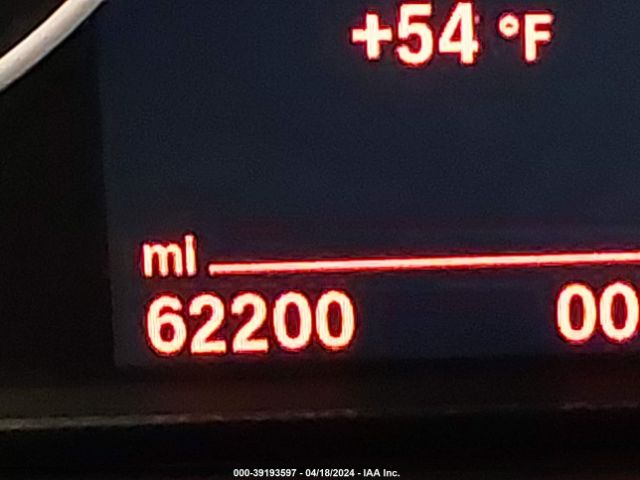 +54 °F
mi
62200 00
000-39193597 - 04/18/2024 - IAA Inc.